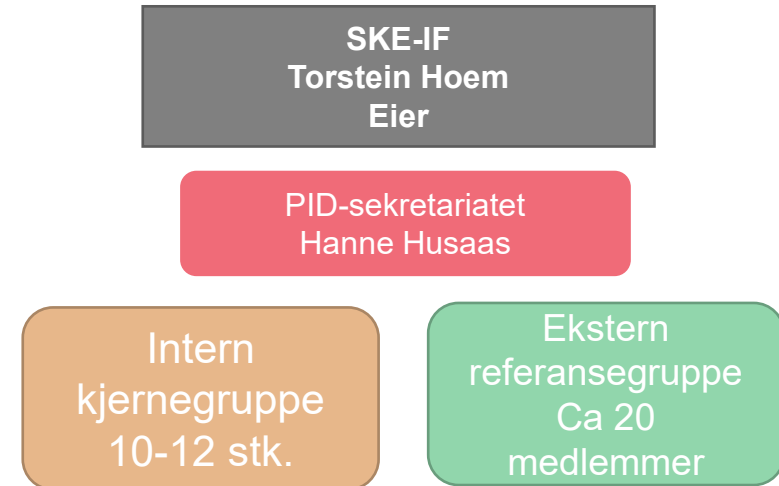 SKE-IF
Torstein Hoem
Eier
PID-sekretariatet
Hanne Husaas
Intern
kjernegruppe
10-12 stk.
Ekstern
referansegruppe
Ca 20
medlemmer